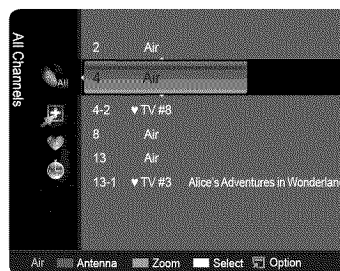 All Channels
2 Air
All
4 Air
4-2 ♥ TV #8
8 Air
13 Air
13-1 ♥ TV #3 Alice's Adventures in Wonderlan
Air Antenna Zoom Select Option